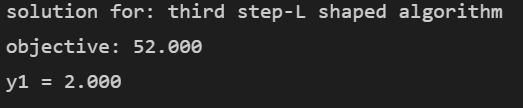 solution for: third step-L shaped algorithm
objective: 52.000
y1 = 2.000